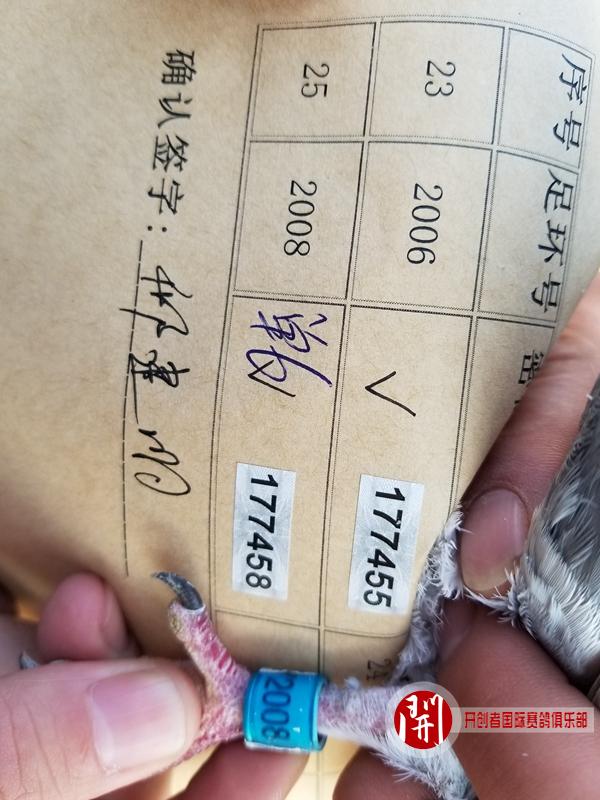 序号 足环号
23 2006 √ 177455
25 2008 177458
确认签字：
2008
開 开创者国际赛鸽俱乐部